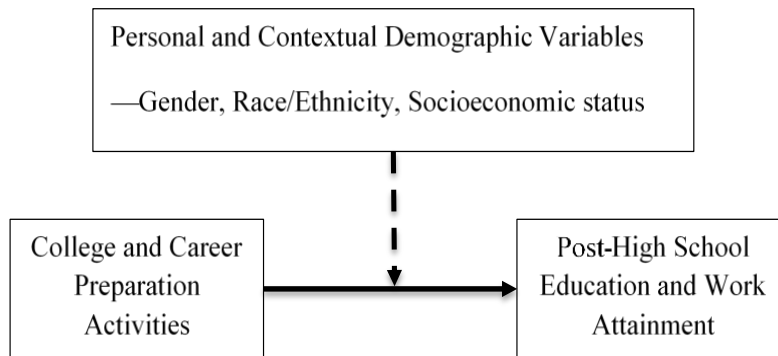 Personal and Contextual Demographic Variables
—Gender, Race/Ethnicity, Socioeconomic status
College and Career
Preparation
Activities
Post-High School
Education and Work
Attainment